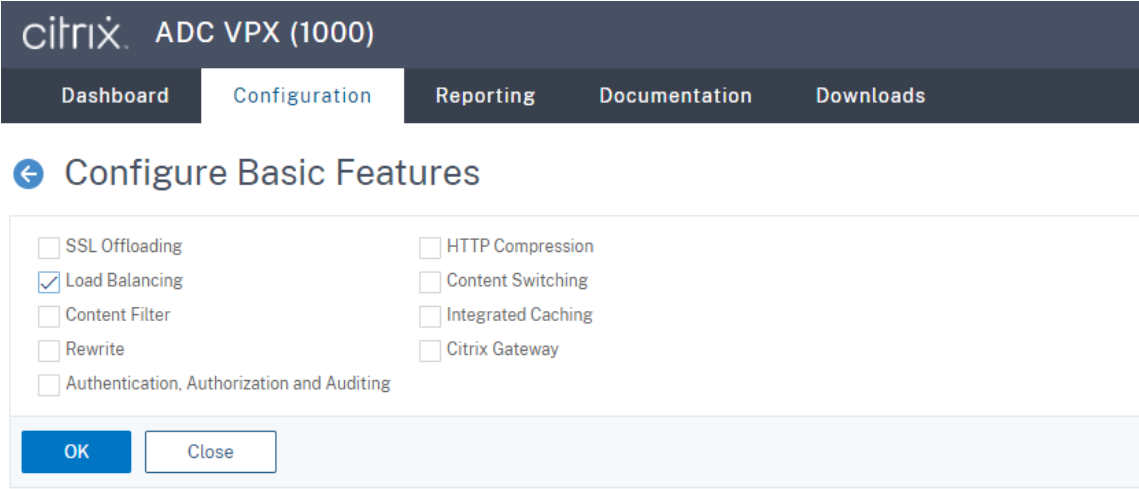 citrix. ADC VPX (1000)
Dashboard Configuration Reporting Documentation Downloads
Configure Basic Features
SSL Offloading HTTP Compression
Load Balancing Content Switching
Content Filter Integrated Caching
Rewrite Citrix Gateway
Authentication, Authorization and Auditing
OK Close